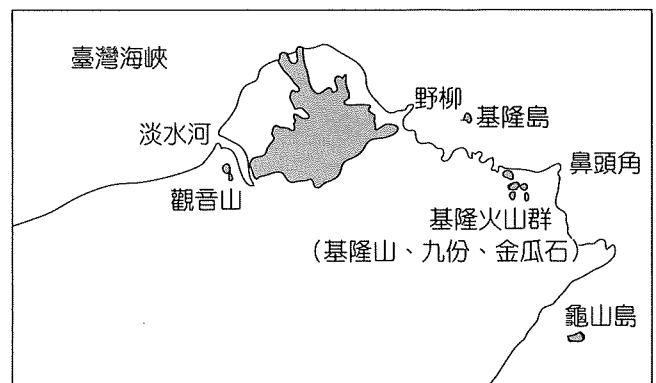 臺灣海峽
野柳
基隆島
淡水河
鼻頭角
觀音山
基隆火山群
（基隆山、九份、金瓜石）
龜山島